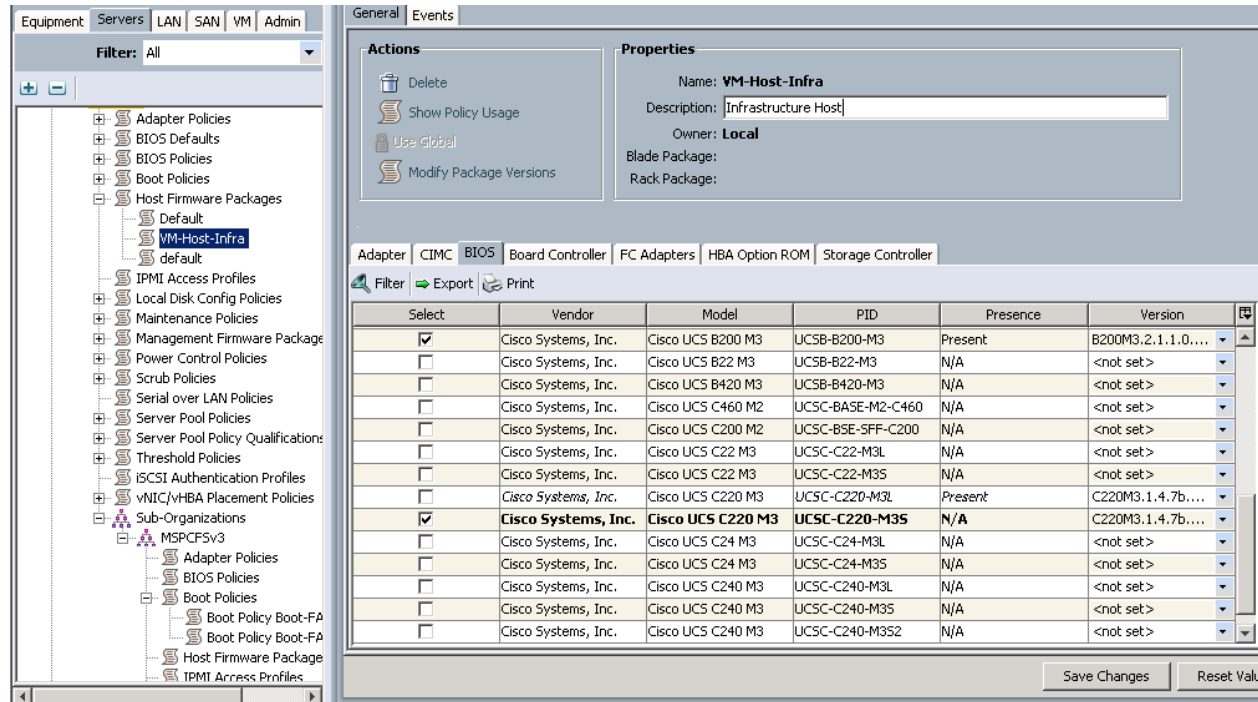 Equipment Servers LAN SAN VM Admin
Filter: All
Adapter Policies
BIOS Defaults
BIOS Policies
Boot Policies
Host Firmware Packages
Default
VM-Host-Infra
default
IPMI Access Profiles
Local Disk Config Policies
Maintenance Policies
Management Firmware Package
Power Control Policies
Scrub Policies
Serial over LAN Policies
Server Pool Policies
Server Pool Policy Qualifications
Threshold Policies
iSCSI Authentication Profiles
vNIC/vHBA Placement Policies
Sub-Organizations
MSPCFSv3
Adapter Policies
BIOS Policies
Boot Policies
Boot Policy Boot-FA
Boot Policy Boot-FA
Host Firmware Package
IPMI Access Profiles
General Events
Actions
Delete
Show Policy Usage
Use Global
Modify Package Versions
Properties
Name: VM-Host-Infra
Description: Infrastructure Host
Owner: Local
Blade Package:
Rack Package:
Adapter CIMC BIOS Board Controller FC Adapters HBA Option ROM Storage Controller
Filter Export Print
Select Vendor Model PID Presence Version
Cisco Systems, Inc. Cisco UCS B200 M3 UCSB-B200-M3 Present B200M3.2.1.1.0....
Cisco Systems, Inc. Cisco UCS B22 M3 UCSB-B22-M3 N/A <not set>
Cisco Systems, Inc. Cisco UCS B420 M3 UCSB-B420-M3 N/A <not set>
Cisco Systems, Inc. Cisco UCS C460 M2 UCSC-BASE-M2-C460 N/A <not set>
Cisco Systems, Inc. Cisco UCS C200 M2 UCSC-BSE-SFF-C200 N/A <not set>
Cisco Systems, Inc. Cisco UCS C22 M3 UCSC-C22-M3L N/A <not set>
Cisco Systems, Inc. Cisco UCS C22 M3 UCSC-C22-M3S N/A <not set>
Cisco Systems, Inc. Cisco UCS C220 M3 UCSC-C220-M3L Present C220M3.1.4.7b....
Cisco Systems, Inc. Cisco UCS C220 M3 UCSC-C220-M3S N/A C220M3.1.4.7b....
Cisco Systems, Inc. Cisco UCS C24 M3 UCSC-C24-M3L N/A <not set>
Cisco Systems, Inc. Cisco UCS C24 M3 UCSC-C24-M3S N/A <not set>
Cisco Systems, Inc. Cisco UCS C240 M3 UCSC-C240-M3L N/A <not set>
Cisco Systems, Inc. Cisco UCS C240 M3 UCSC-C240-M3S N/A <not set>
Cisco Systems, Inc. Cisco UCS C240 M3 UCSC-C240-M3S2 N/A <not set>
Save Changes Reset Valu